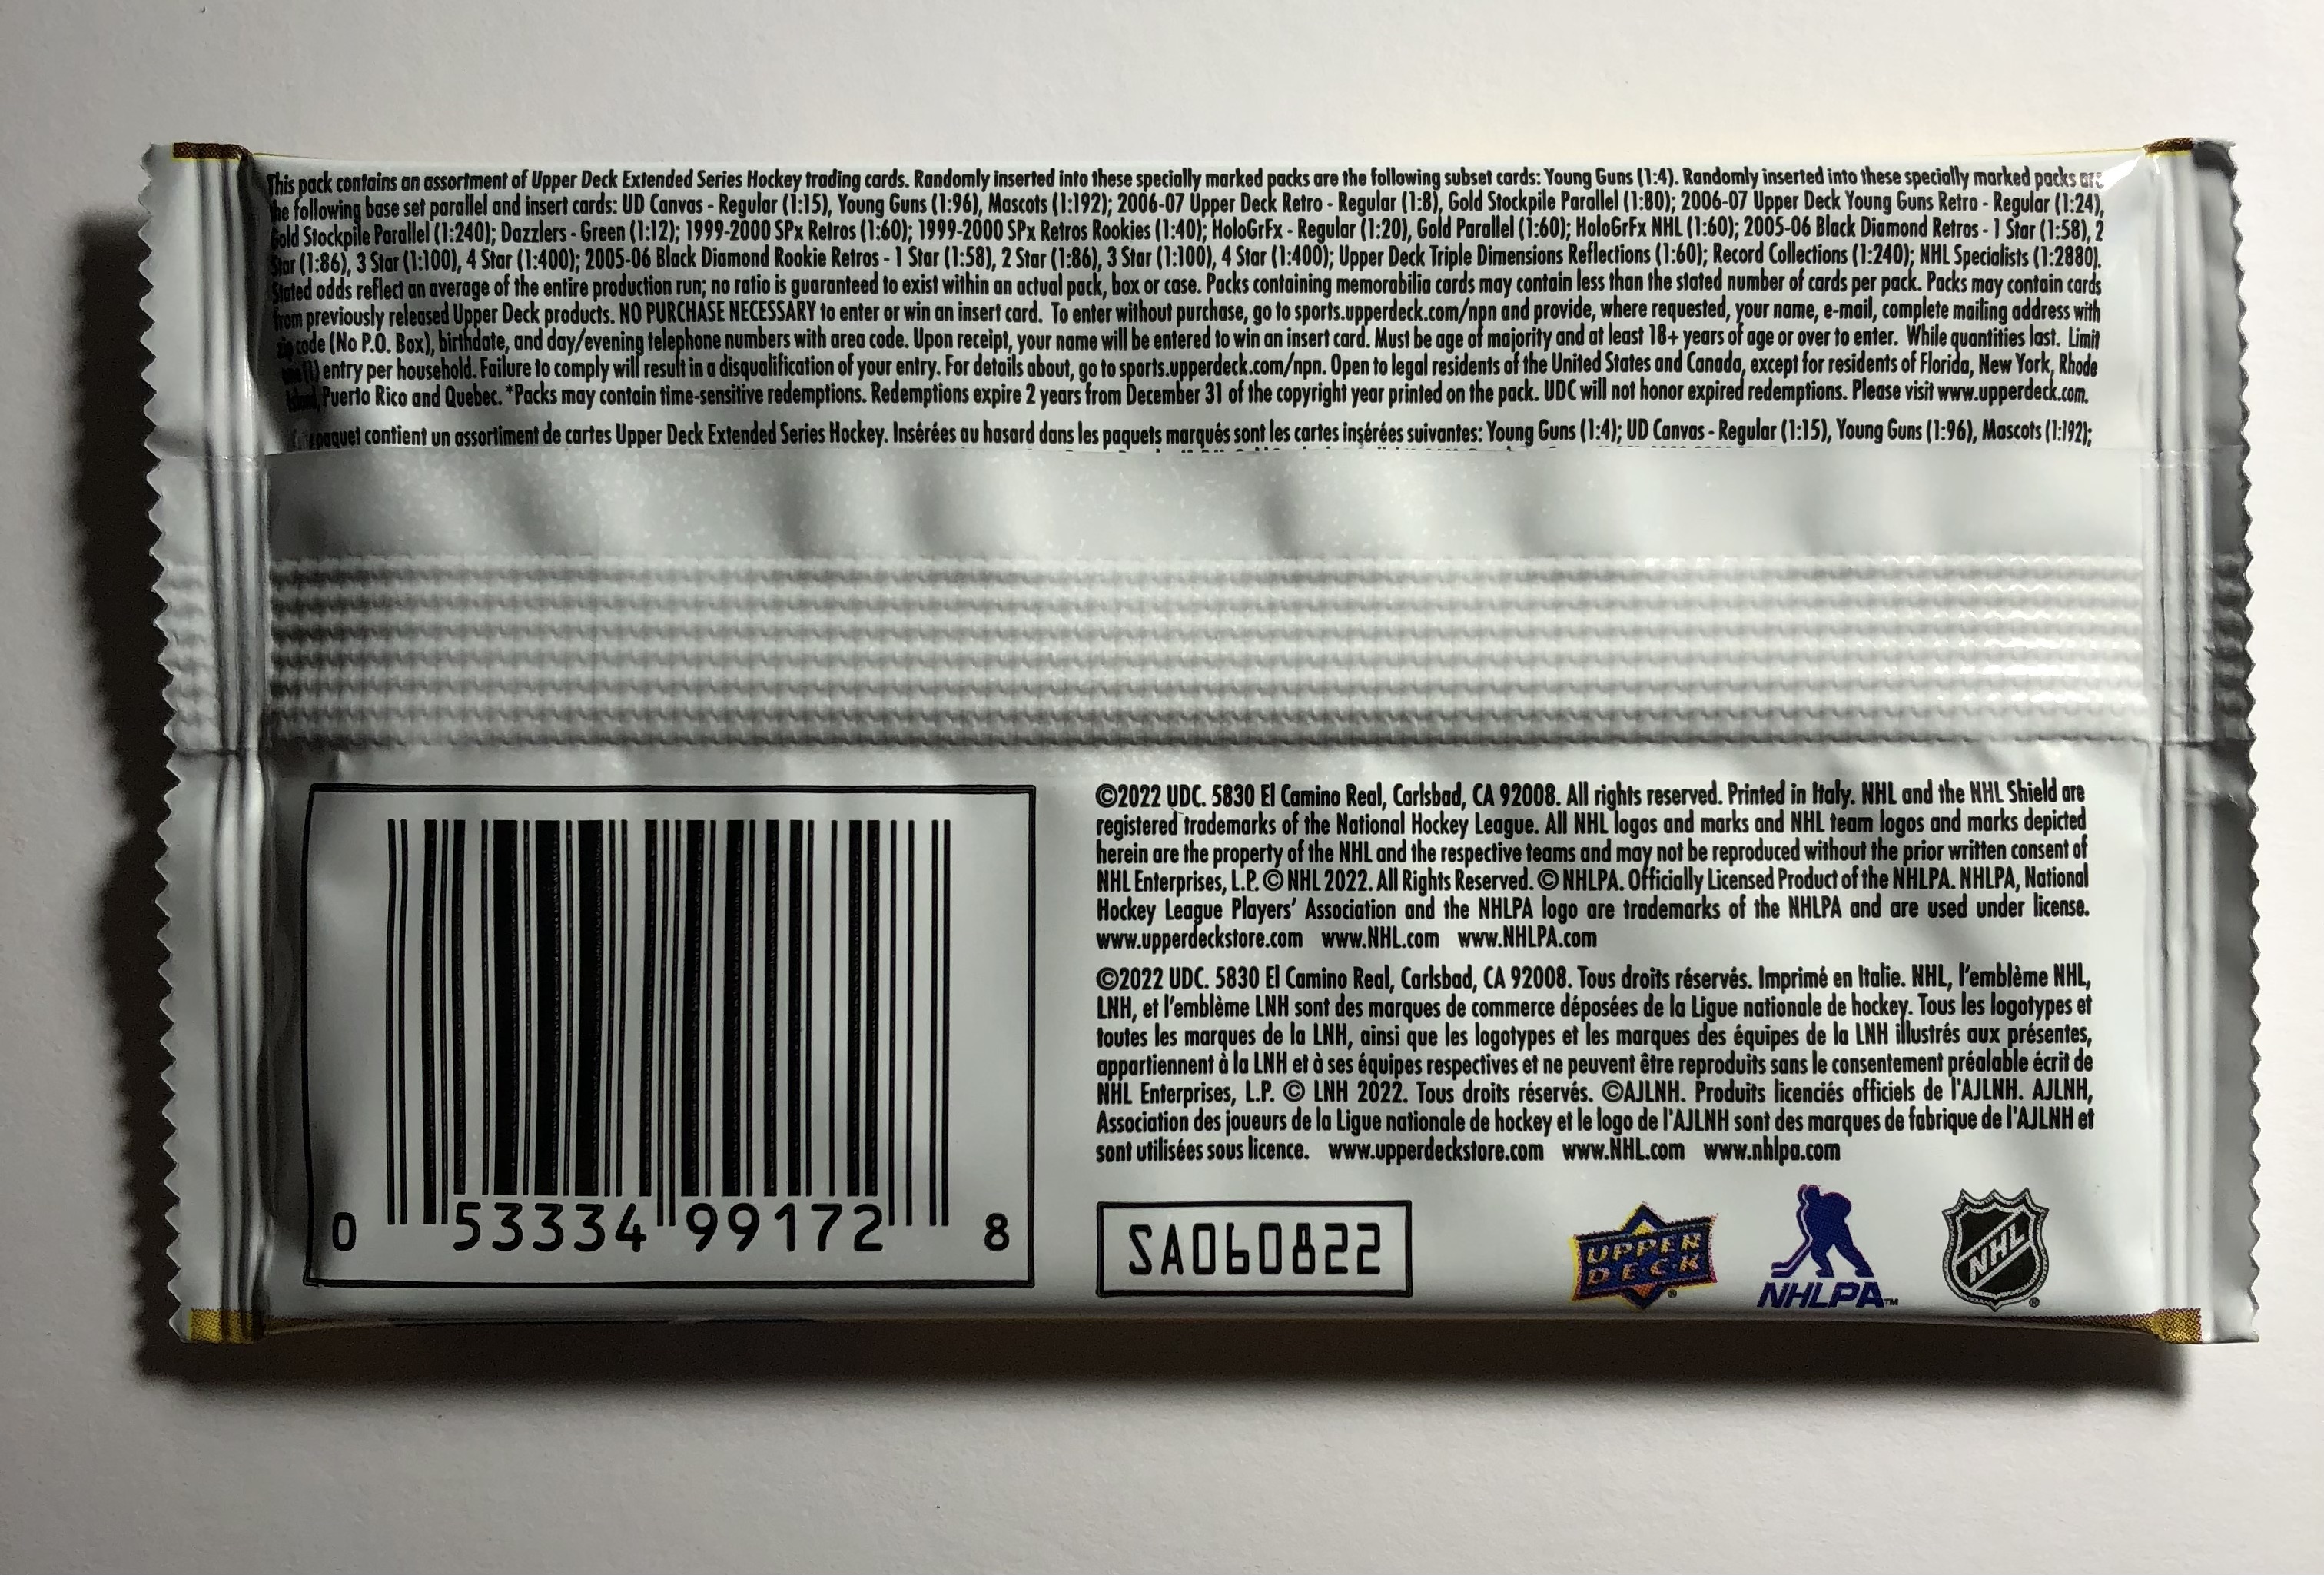 This pack contains an assortment of Upper Deck Extended Series Hockey trading cards. Randomly inserted into these specially marked packs are the following subset cards: Young Guns (1:4). Randomly inserted into these specially marked packs are
the following base set parallel and insert cards: UD Canvas - Regular (1:15), Young Guns (1:96), Mascots (1:192); 2006-07 Upper Deck Retro - Regular (1:8), Gold Stockpile Parallel (1:80); 2006-07 Upper Deck Young Guns Retro - Regular (1:24),
Gold Stockpile Parallel (1:240); Dazzlers - Green (1:12); 1999-2000 SPx Retros (1:60); 1999-2000 SPx Retros Rookies (1:40); HoloGrFx - Regular (1:20), Gold Parallel (1:60); HoloGrFx NHL (1:60); 2005-06 Black Diamond Retros - 1 Star (1:58), 2
Star (1:86), 3 Star (1:100), 4 Star (1:400); 2005-06 Black Diamond Rookie Retros - 1 Star (1:58), 2 Star (1:86), 3 Star (1:100), 4 Star (1:400); Upper Deck Triple Dimensions Reflections (1:60); Record Collections (1:240); NHL Specialists (1:2880).
Stated odds reflect an average of the entire production run; no ratio is guaranteed to exist within an actual pack, box or case. Packs containing memorabilia cards may contain less than the stated number of cards per pack. Packs may contain cards
from previously released Upper Deck products. NO PURCHASE NECESSARY to enter or win an insert card. To enter without purchase, go to sports.upperdeck.com/npn and provide, where requested, your name, e-mail, complete mailing address with
zip code (No P.O. Box), birthdate, and day/evening telephone numbers with area code. Upon receipt, your name will be entered to win an insert card. Must be age of majority and at least 18+ years of age or over to enter. While quantities last. Limit
(1) entry per household. Failure to comply will result in a disqualification of your entry. For details about, go to sports.upperdeck.com/npn. Open to legal residents of the United States and Canada, except for residents of Florida, New York, Rhode
Island, Puerto Rico and Quebec. *Packs may contain time-sensitive redemptions. Redemptions expire 2 years from December 31 of the copyright year printed on the pack. UDC will not honor expired redemptions. Please visit www.upperdeck.com.
paquet contient un assortiment de cartes Upper Deck Extended Series Hockey. Insérées au hasard dans les paquets marqués sont les cartes insérées suivantes: Young Guns (1:4); UD Canvas - Regular (1:15), Young Guns (1:96), Mascots (1:192);
©2022 UDC. 5830 El Camino Real, Carlsbad, CA 92008. All rights reserved. Printed in Italy. NHL and the NHL Shield are
registered trademarks of the National Hockey League. All NHL logos and marks and NHL team logos and marks depicted
herein are the property of the NHL and the respective teams and may not be reproduced without the prior written consent of
NHL Enterprises, L.P. © NHL 2022. All Rights Reserved. © NHLPA. Officially Licensed Product of the NHLPA. NHLPA, National
Hockey League Players' Association and the NHLPA logo are trademarks of the NHLPA and are used under license.
www.upperdeckstore.com www.NHL.com www.NHLPA.com
©2022 UDC. 5830 El Camino Real, Carlsbad, CA 92008. Tous droits réservés. Imprimé en Italie. NHL, l'emblème NHL,
LNH, et l'emblème LNH sont des marques de commerce déposées de la Ligue nationale de hockey. Tous les logotypes et
toutes les marques de la LNH, ainsi que les logotypes et les marques des équipes de la LNH illustrés aux présentes,
appartiennent à la LNH et à ses équipes respectives et ne peuvent être reproduits sans le consentement préalable écrit de
NHL Enterprises, L.P. © LNH 2022. Tous droits réservés. ©AJLNH. Produits licenciés officiels de l'AJLNH. AJLNH,
Association des joueurs de la Ligue nationale de hockey et le logo de l'AJLNH sont des marques de fabrique de l'AJLNH et
sont utilisées sous licence. www.upperdeckstore.com www.NHL.com www.nhlpa.com
0 53334 99172 8
SA060822
UPPER
DECK®
NHLPA™
NHL®